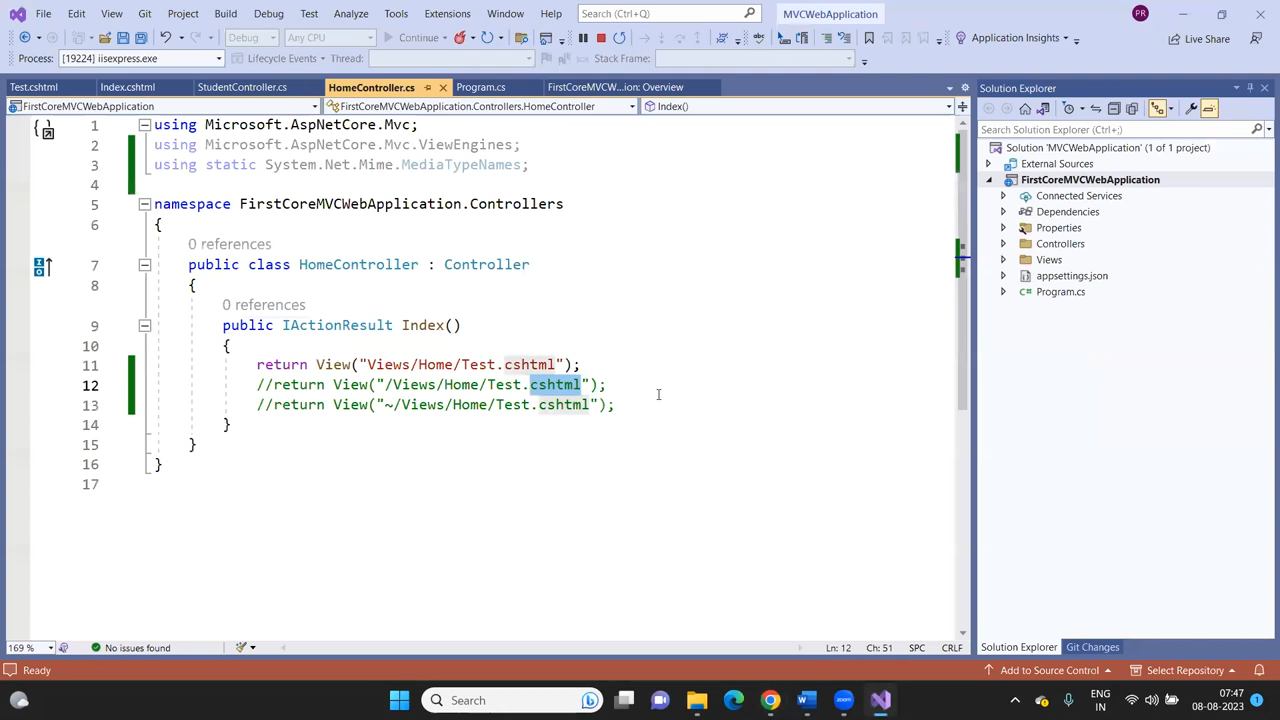 File Edit View Git Project Build Debug Test Analyze Tools Extensions Window Help Search (Ctrl+Q) MVCWebApplication PR
Debug Any CPU Continue Application Insights Live Share
Process: [19224] iisexpress.exe Lifecycle Events Thread: Stack Frame:
Test.cshtml Index.cshtml StudentController.cs HomeController.cs Program.cs FirstCoreMVCW...ion: Overview
FirstCoreMVCWebApplication FirstCoreMVCWebApplication.Controllers.HomeController Index()
1 using Microsoft.AspNetCore.Mvc;
2 using Microsoft.AspNetCore.Mvc.ViewEngines;
3 using static System.Net.Mime.MediaTypeNames;
4
5 namespace FirstCoreMVCWebApplication.Controllers
6 {
0 references
7 public class HomeController : Controller
8 {
0 references
9 public IActionResult Index()
10 {
11 return View("Views/Home/Test.cshtml");
12 //return View("/Views/Home/Test.cshtml");
13 //return View("~/Views/Home/Test.cshtml");
14 }
15 }
16 }
17
169 % No issues found Ln: 12 Ch: 51 SPC CRLF
Solution Explorer
Search Solution Explorer (Ctrl+;)
Solution 'MVCWebApplication' (1 of 1 project)
External Sources
FirstCoreMVCWebApplication
Connected Services
Dependencies
Properties
Controllers
Views
appsettings.json
Program.cs
Solution Explorer Git Changes
Ready Add to Source Control Select Repository
Search ENG IN 07:47 08-08-2023